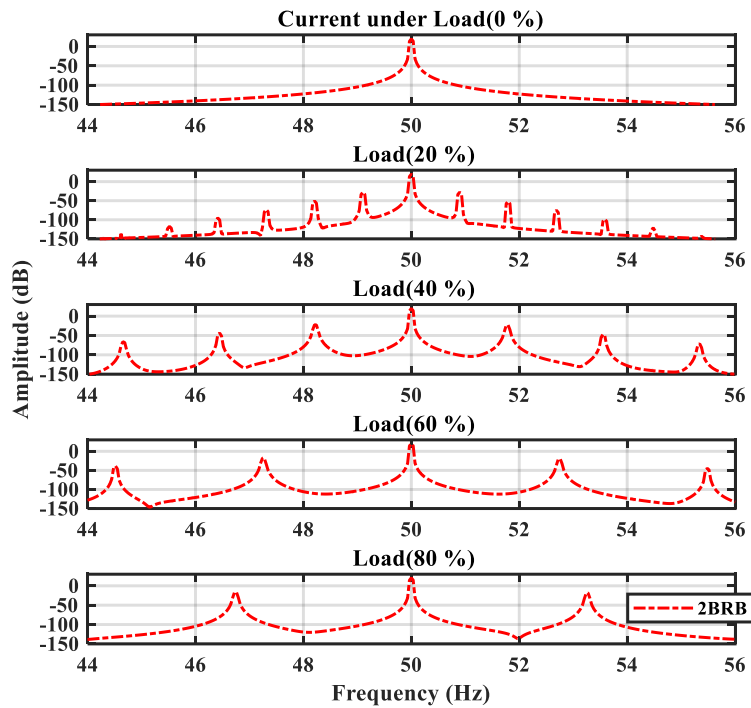 Current under Load(0 %)
0
-50
-100
-150
44 46 48 50 52 54 56
Load(20 %)
0
-50
-100
-150
44 46 48 50 52 54 56
Load(40 %)
0
-50
-100
-150
44 46 48 50 52 54 56
Load(60 %)
0
-50
-100
-150
44 46 48 50 52 54 56
Load(80 %)
0
-50
-100
-150
44 46 48 50 52 54 56
2BRB
Amplitude (dB)
Frequency (Hz)